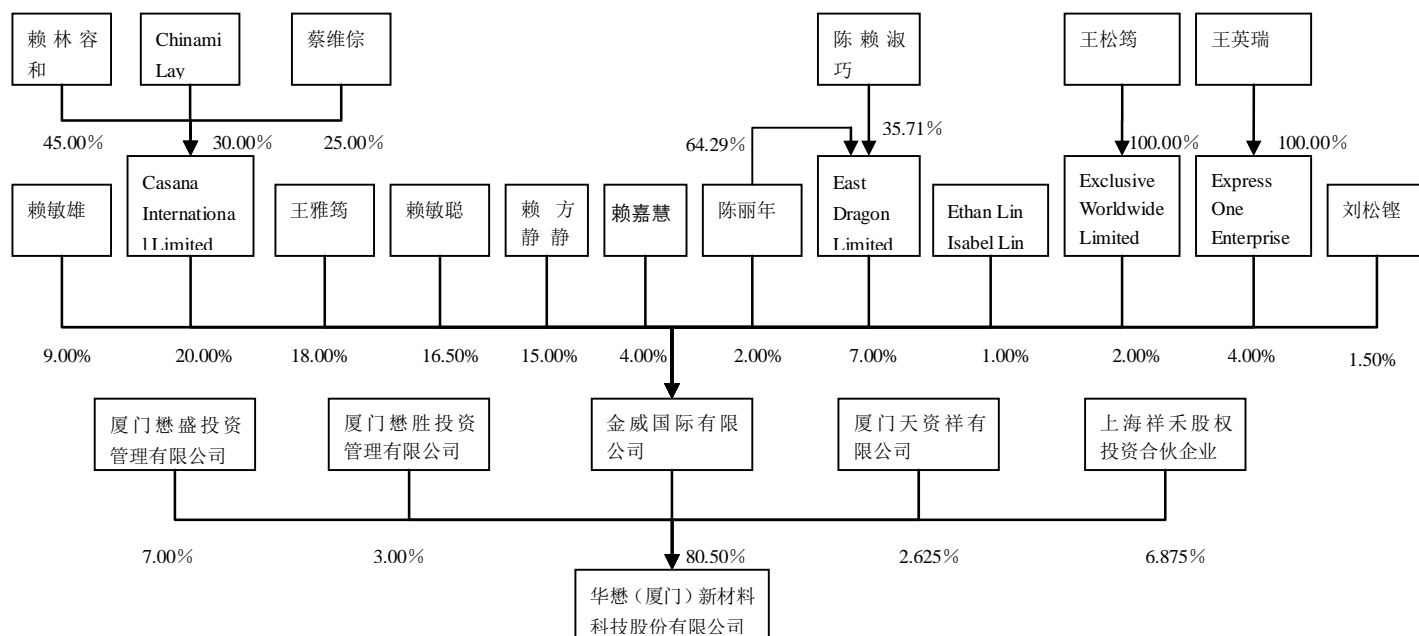 赖林容
和
Chinami
Lay
蔡维倧
陈赖淑
巧
王松筠
王英瑞
45.00%
30.00%
25.00%
64.29%
35.71%
100.00%
100.00%
赖敏雄
Casana
Internationa
l Limited
王雅筠
赖敏聪
赖方
静静
赖嘉慧
陈丽年
East
Dragon
Limited
Ethan Lin
Isabel Lin
Exclusive
Worldwide
Limited
Express
One
Enterprise
刘松铿
9.00%
20.00%
18.00%
16.50%
15.00%
4.00%
2.00%
7.00%
1.00%
2.00%
4.00%
1.50%
厦门懋盛投资
管理有限公司
厦门懋胜投资
管理有限公司
金威国际有限
公司
厦门天资祥有
限公司
上海祥禾股权
投资合伙企业
7.00%
3.00%
80.50%
2.625%
6.875%
华懋（厦门）新材料
科技股份有限公司